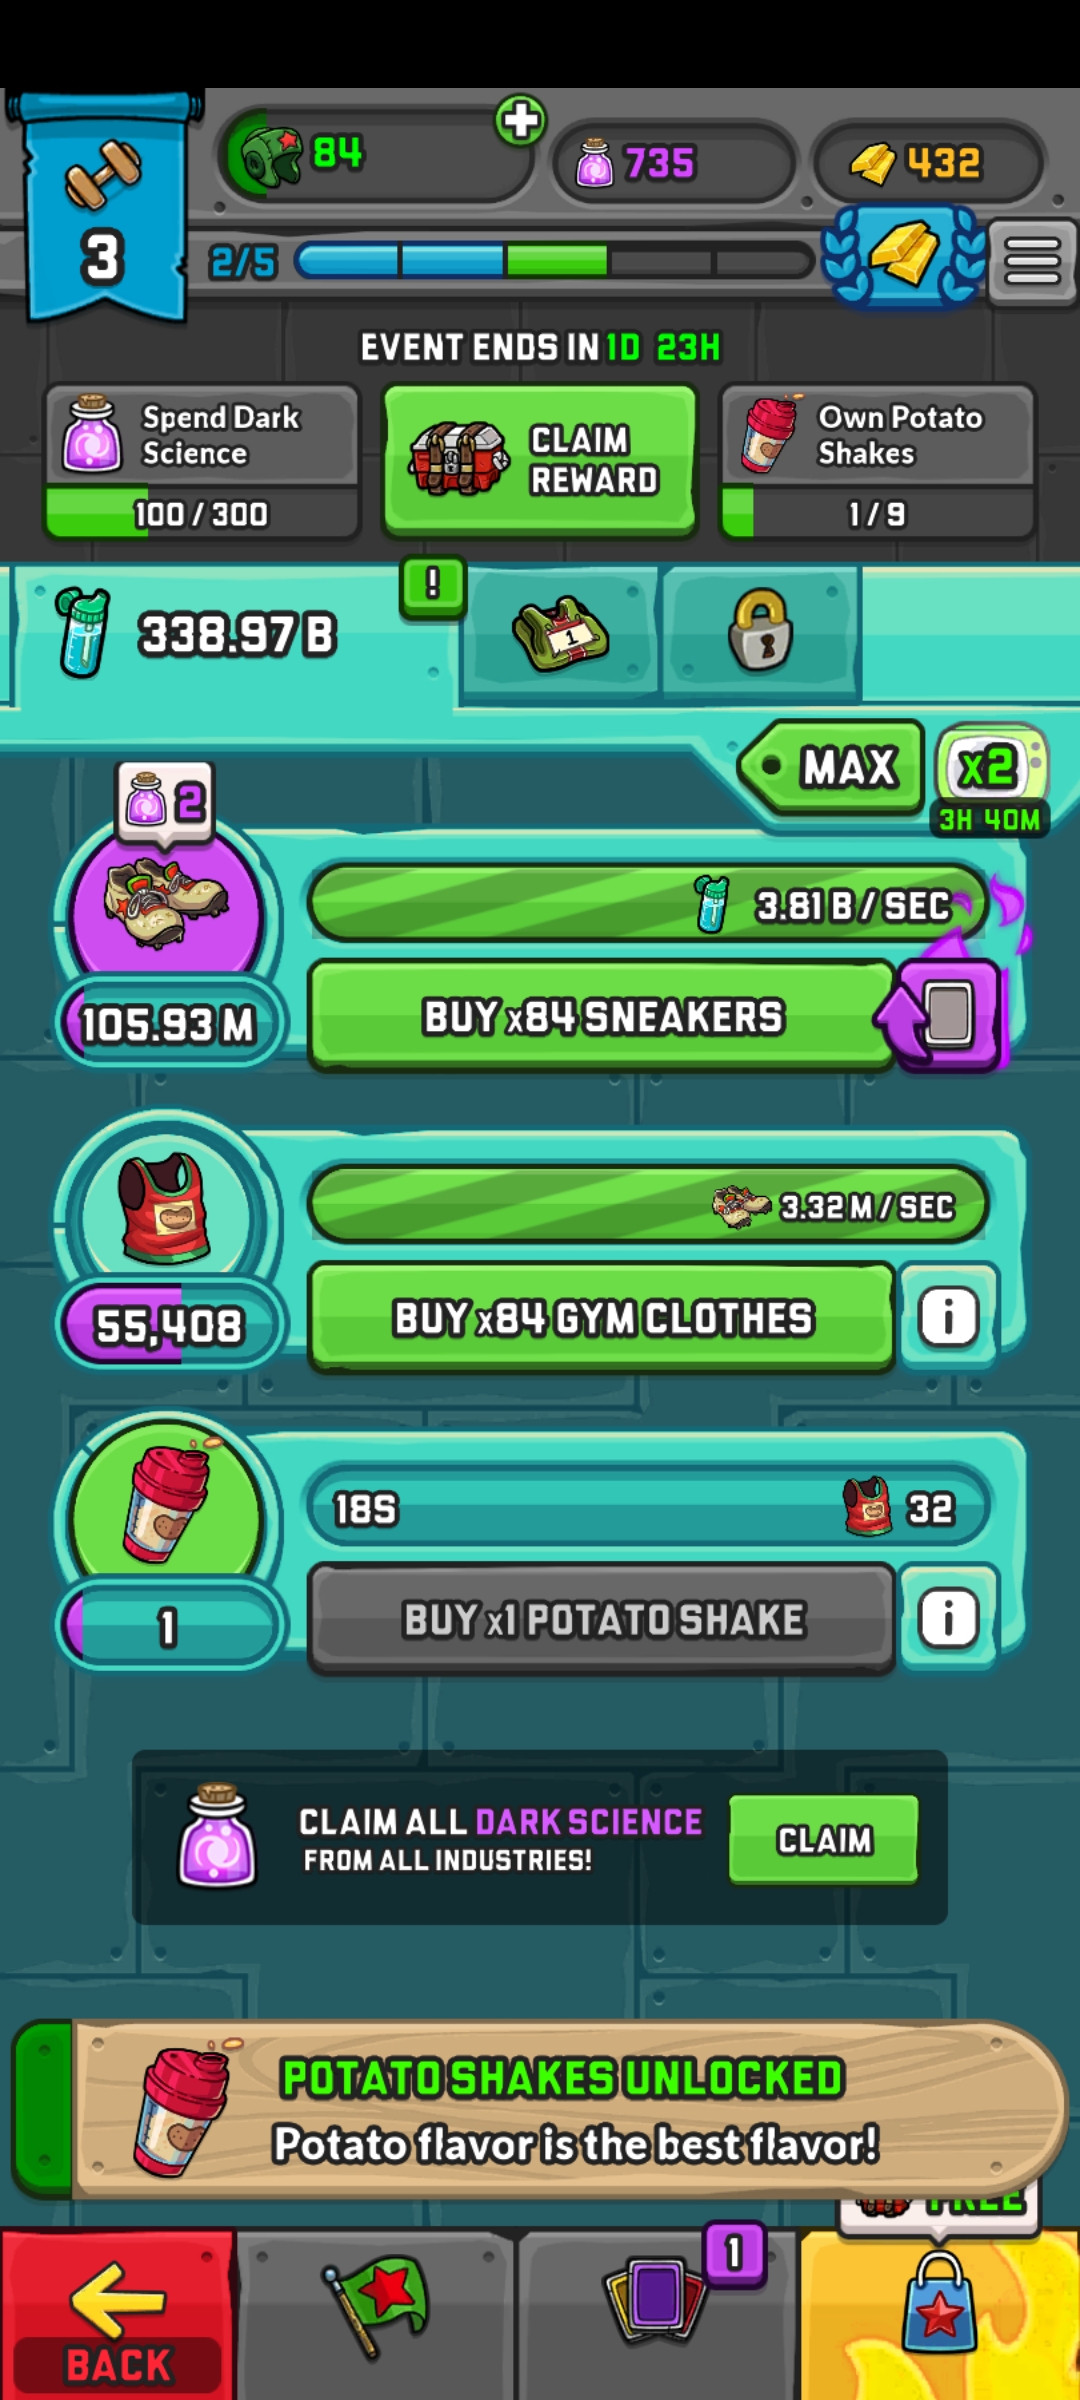 84
735
432
3
2/5
EVENT ENDS IN 1D 23H
Spend Dark
Science
100 / 300
CLAIM
REWARD
Own Potato
Shakes
1 / 9
338.97 B
!
1
MAX
x2
3H 40M
2
3.81 B / SEC
105.93 M
BUY x84 SNEAKERS
3.32 M / SEC
55,408
BUY x84 GYM CLOTHES
i
18S
32
1
BUY x1 POTATO SHAKE
i
CLAIM ALL DARK SCIENCE
FROM ALL INDUSTRIES!
CLAIM
POTATO SHAKES UNLOCKED
Potato flavor is the best flavor!
FREE
1
BACK